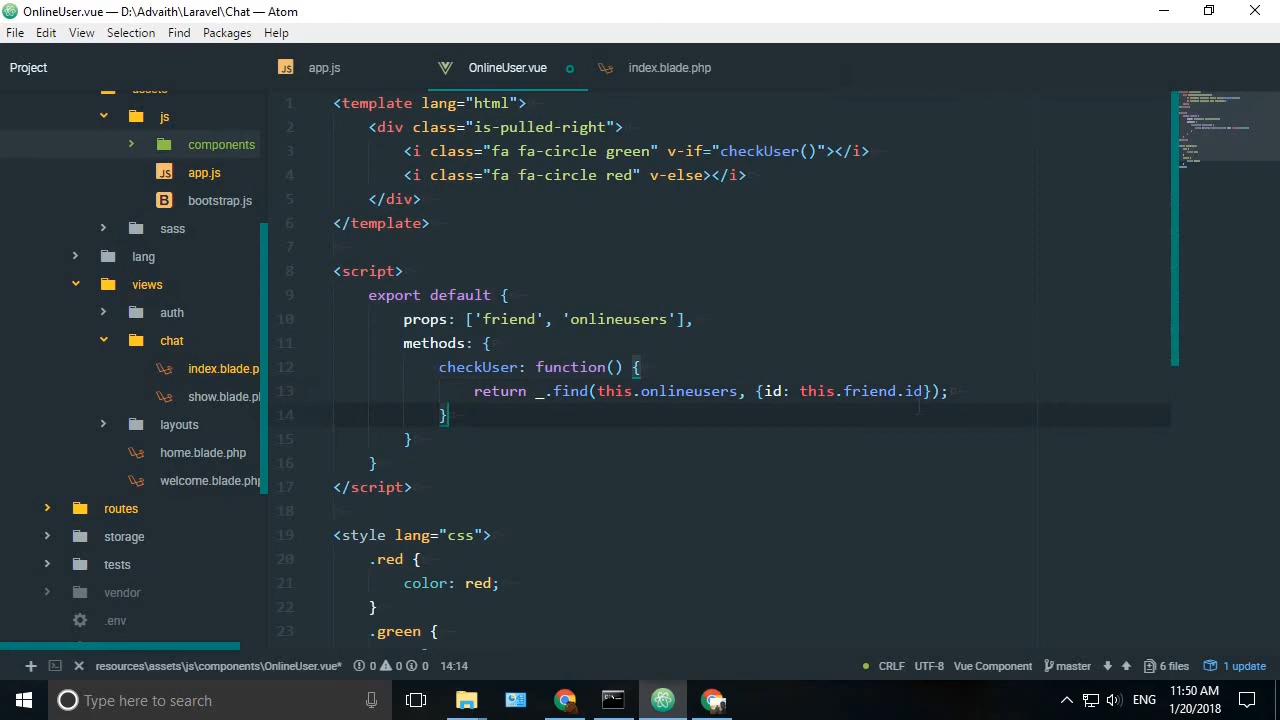 OnlineUser.vue — D:\Advaith\Laravel\Chat — Atom
File Edit View Selection Find Packages Help
Project
app.js
OnlineUser.vue
index.blade.php
assets
js
components
app.js
bootstrap.js
sass
lang
views
auth
chat
index.blade.p
show.blade.p
layouts
home.blade.php
welcome.blade.php
routes
storage
tests
vendor
.env
1 <template lang="html">
2 <div class="is-pulled-right">
3 <i class="fa fa-circle green" v-if="checkUser()"></i>
4 <i class="fa fa-circle red" v-else></i>
5 </div>
6 </template>
7
8 <script>
9 export default {
10 props: ['friend', 'onlineusers'],
11 methods: {
12 checkUser: function() {
13 return _.find(this.onlineusers, {id: this.friend.id});
14 }
15 }
16 }
17 </script>
18
19 <style lang="css">
20 .red {
21 color: red;
22 }
23 .green {
resources\assets\js\components\OnlineUser.vue* 0 0 0 14:14
CRLF UTF-8 Vue Component master 6 files 1 update
Type here to search
ENG
11:50 AM
1/20/2018